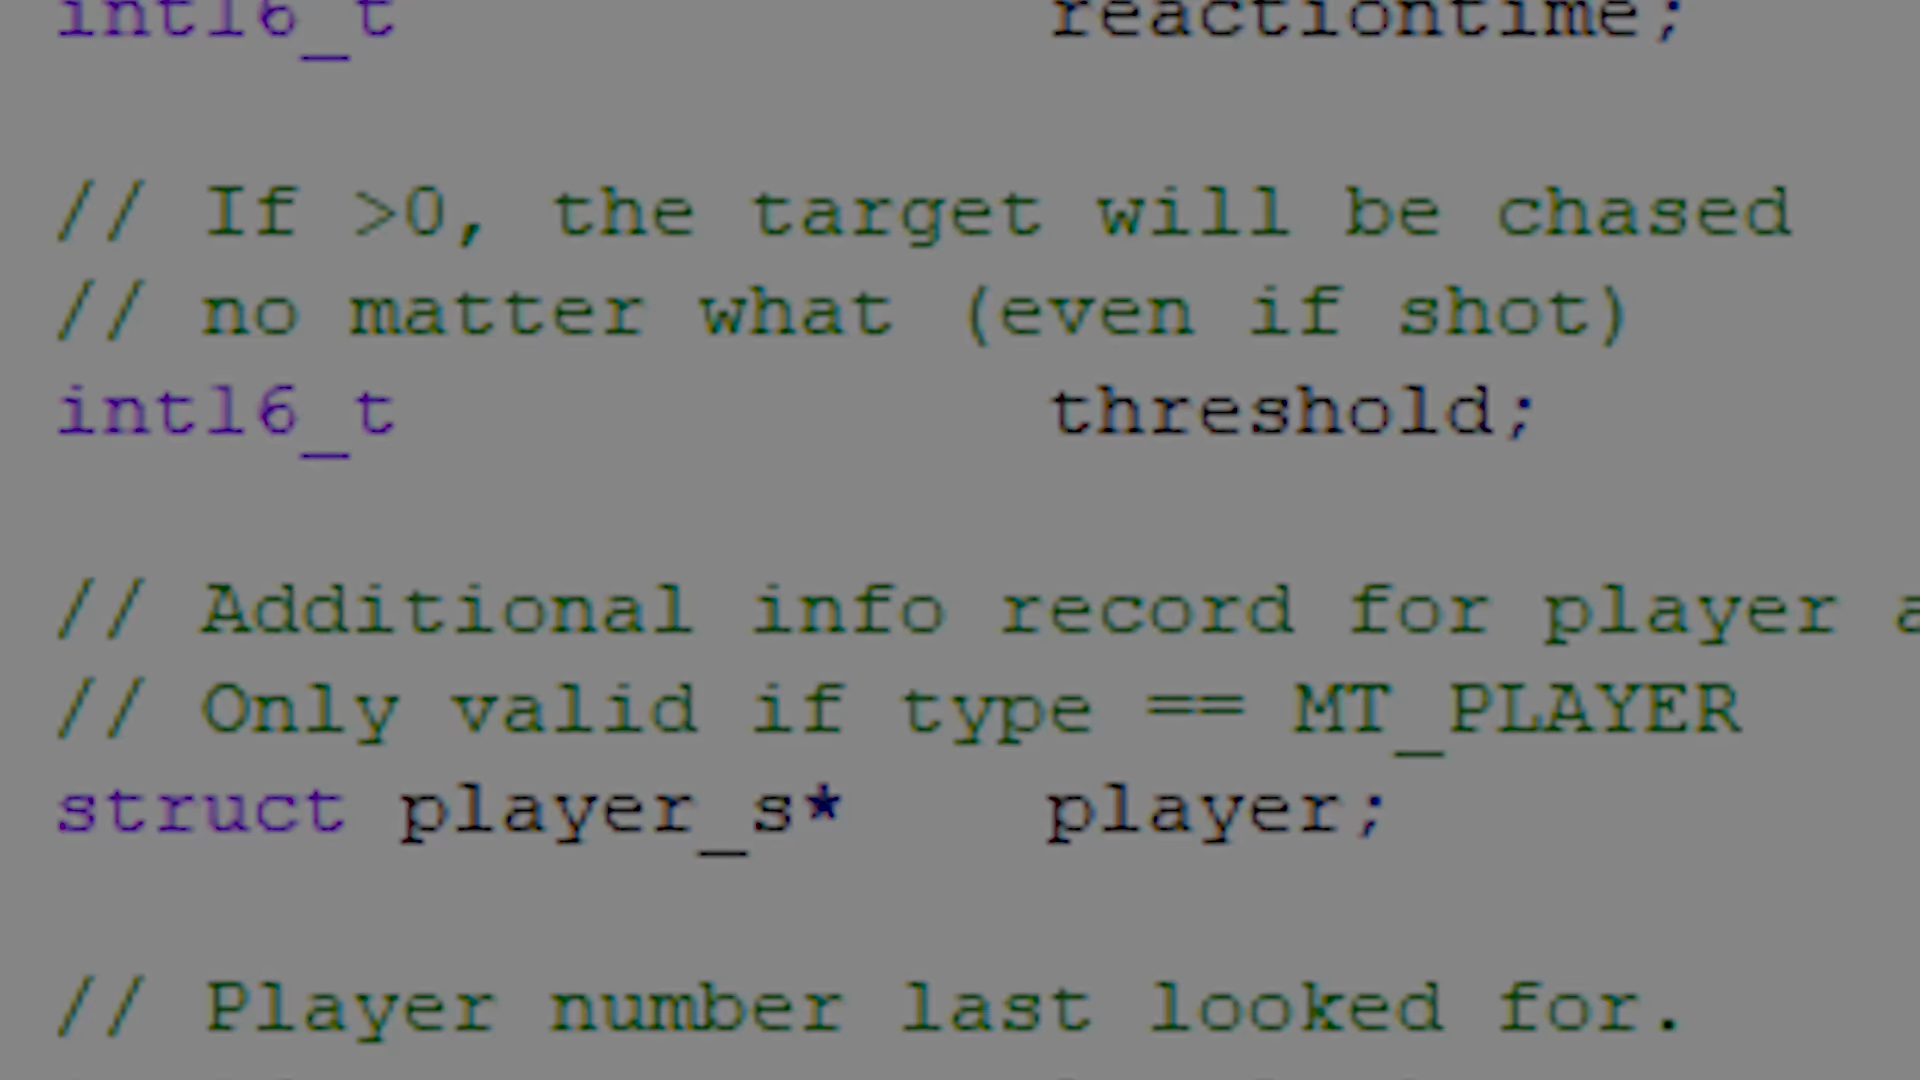 int16_t reactiontime;
// If >0, the target will be chased
// no matter what (even if shot)
int16_t threshold;
// Additional info record for player a
// Only valid if type == MT_PLAYER
struct player_s* player;
// Player number last looked for.